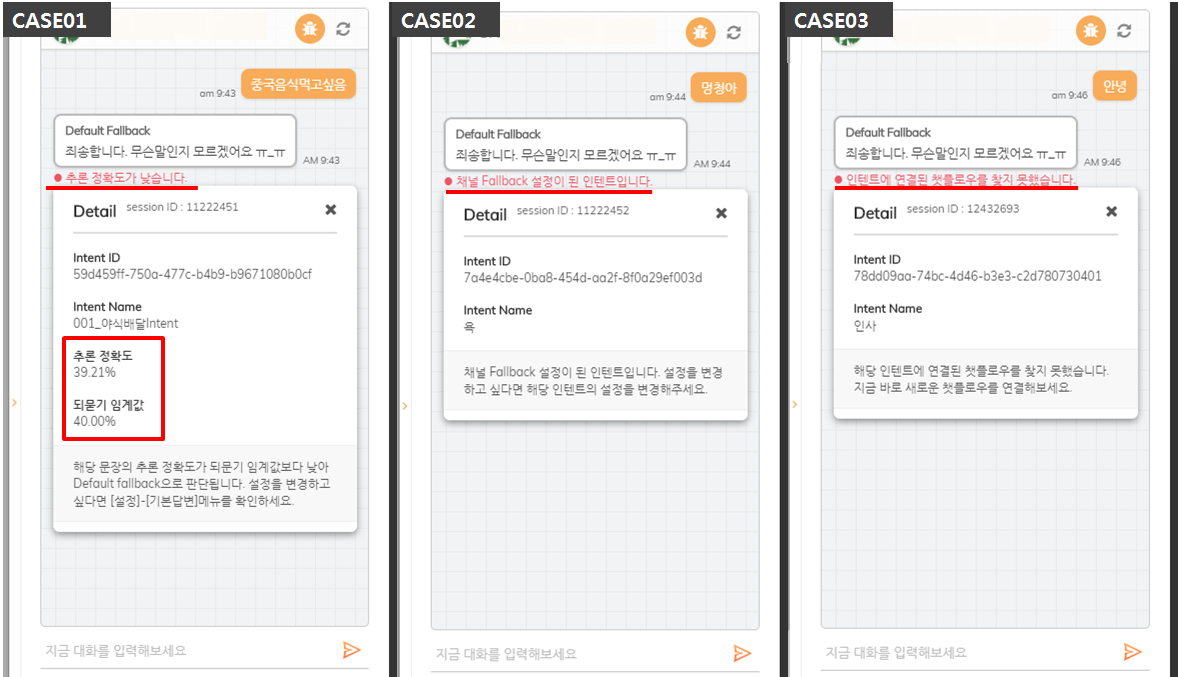 CASE01
중국음식먹고싶음
am 9:43
Default Fallback
죄송합니다. 무슨말인지 모르겠어요 ㅠ_ㅠ
AM 9:43
추론 정확도가 낮습니다.
Detail
session ID : 11222451
Intent ID
59d459ff-750a-477c-b4b9-b9671080b0cf
Intent Name
001_야식배달Intent
추론 정확도
39.21%
되묻기 임계값
40.00%
해당 문장의 추론 정확도가 되묻기 임계값보다 낮아
Default fallback으로 판단됩니다. 설정을 변경하고
싶다면 [설정]-[기본답변]메뉴를 확인하세요.
지금 대화를 입력해보세요
CASE02
멍청아
am 9:44
Default Fallback
죄송합니다. 무슨말인지 모르겠어요 ㅠ_ㅠ
AM 9:44
채널 Fallback 설정이 된 인텐트입니다.
Detail
session ID : 11222452
Intent ID
7a4e4cbe-0ba8-454d-aa2f-8f0a29ef003d
Intent Name
욕
채널 Fallback 설정이 된 인텐트입니다. 설정을 변경
하고 싶다면 해당 인텐트의 설정을 변경해주세요.
지금 대화를 입력해보세요
CASE03
안녕
am 9:46
Default Fallback
죄송합니다. 무슨말인지 모르겠어요 ㅠ_ㅠ
AM 9:46
인텐트에 연결된 챗플로우를 찾지 못했습니다.
Detail
session ID : 12432693
Intent ID
78dd09aa-74bc-4d46-b3e3-c2d780730401
Intent Name
인사
해당 인텐트에 연결된 챗플로우를 찾지 못했습니다.
지금 바로 새로운 챗플로우를 연결해보세요.
지금 대화를 입력해보세요